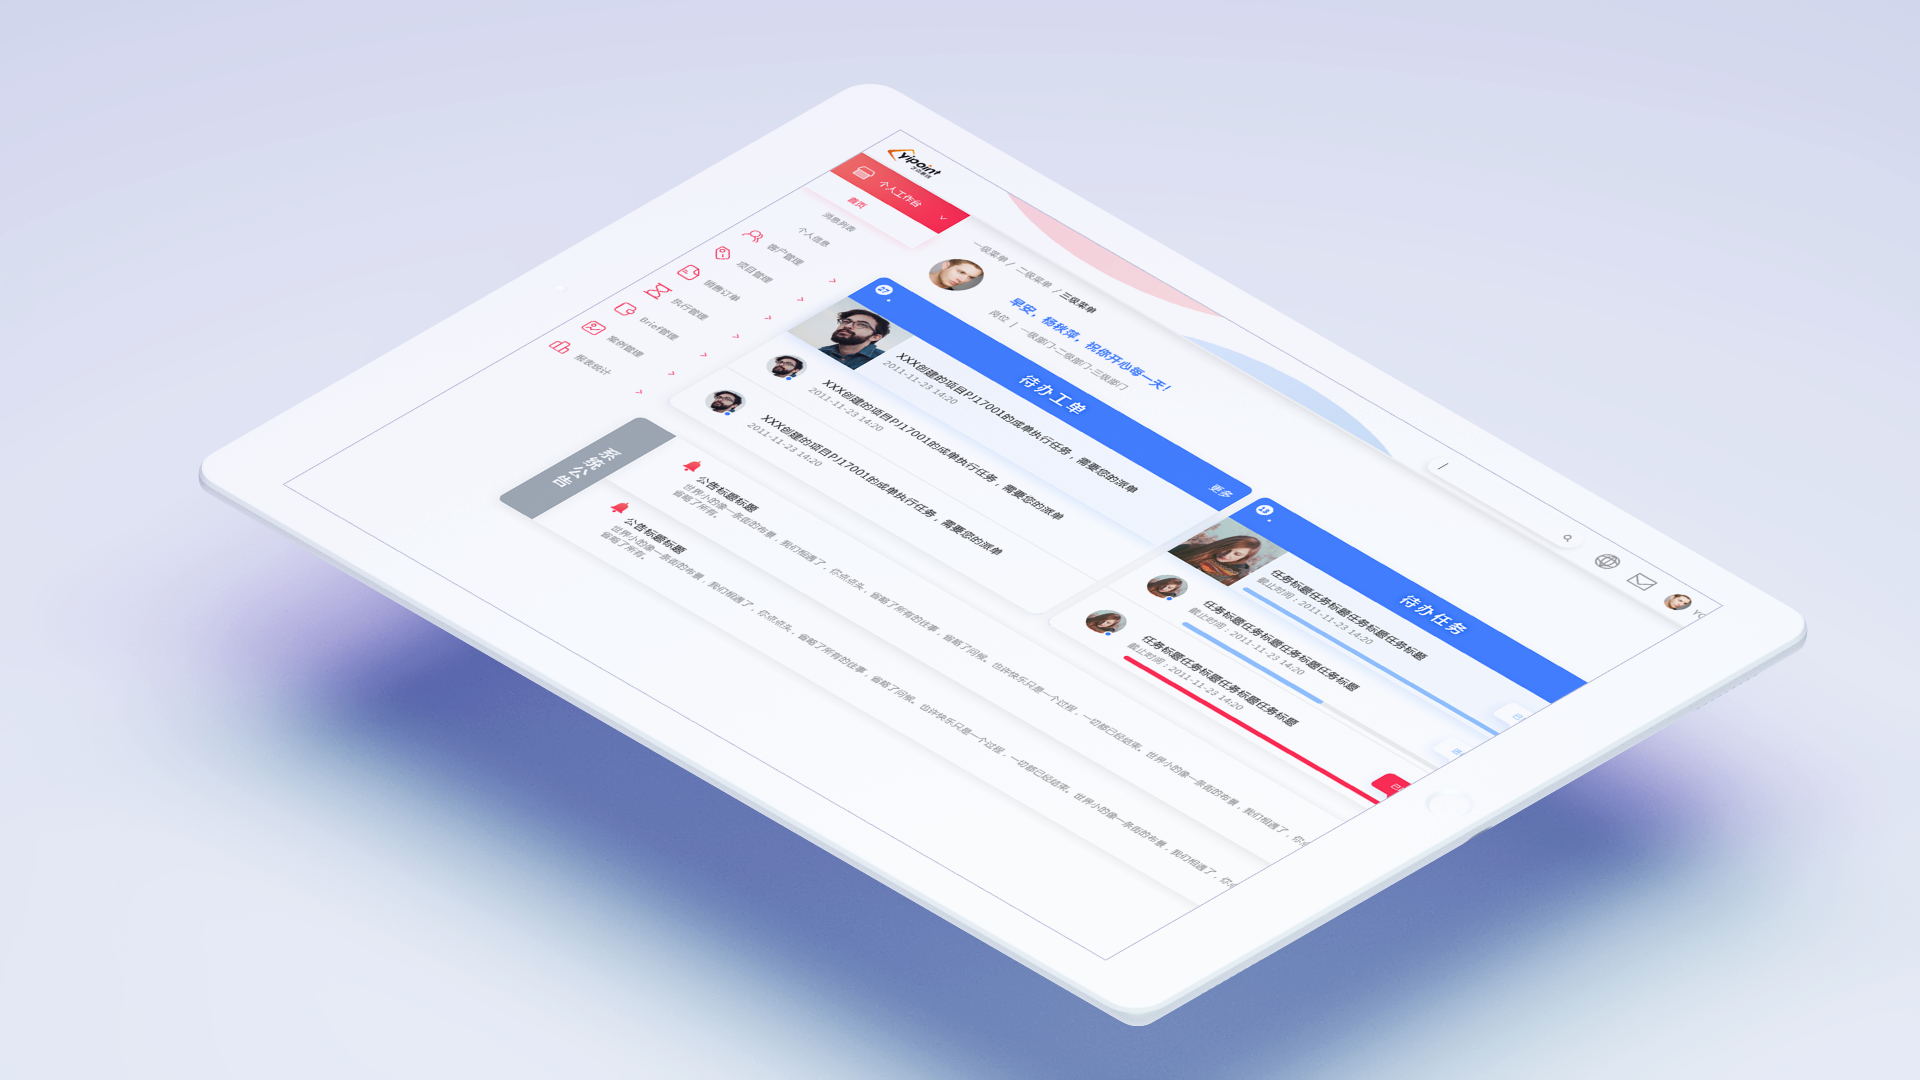 Yipoint
个人工作台
首页
消息列表
个人信息
客户管理
项目管理
销售订单
执行管理
Brief管理
案例管理
报表统计
一级菜单 / 二级菜单 / 三级菜单
早安，杨秋萍，祝你开心每一天！
岗位 | 一级部门-二级部门-三级部门
27
待办工单
更多
XXX创建的项目PJ17001的成单执行任务，需要您的派单
2011-11-23 14:20
XXX创建的项目PJ17001的成单执行任务，需要您的派单
2011-11-23 14:20
XXX创建的项目PJ17001的成单执行任务，需要您的派单
2011-11-23 14:20
待办任务
任务标题任务标题任务标题任务标题
截止时间：2011-11-23 14:20
任务标题任务标题任务标题任务标题
截止时间：2011-11-23 14:20
任务标题任务标题任务标题任务标题
截止时间：2011-11-23 14:20
系统公告
公告标题标题
世界小的像一条街的布景，我们相遇了，你点点头，省略了所有的往事，省略了问候。也许快乐只是一个过程，一切都已经结束。世界小的像一条街的布景，我们相遇了，你
省略了所有。
公告标题标题
世界小的像一条街的布景，我们相遇了，你点点头，省略了所有的往事，省略了问候。也许快乐只是一个过程，一切都已经结束。世界小的像一条街的布景，我们相遇了，你
省略了所有。